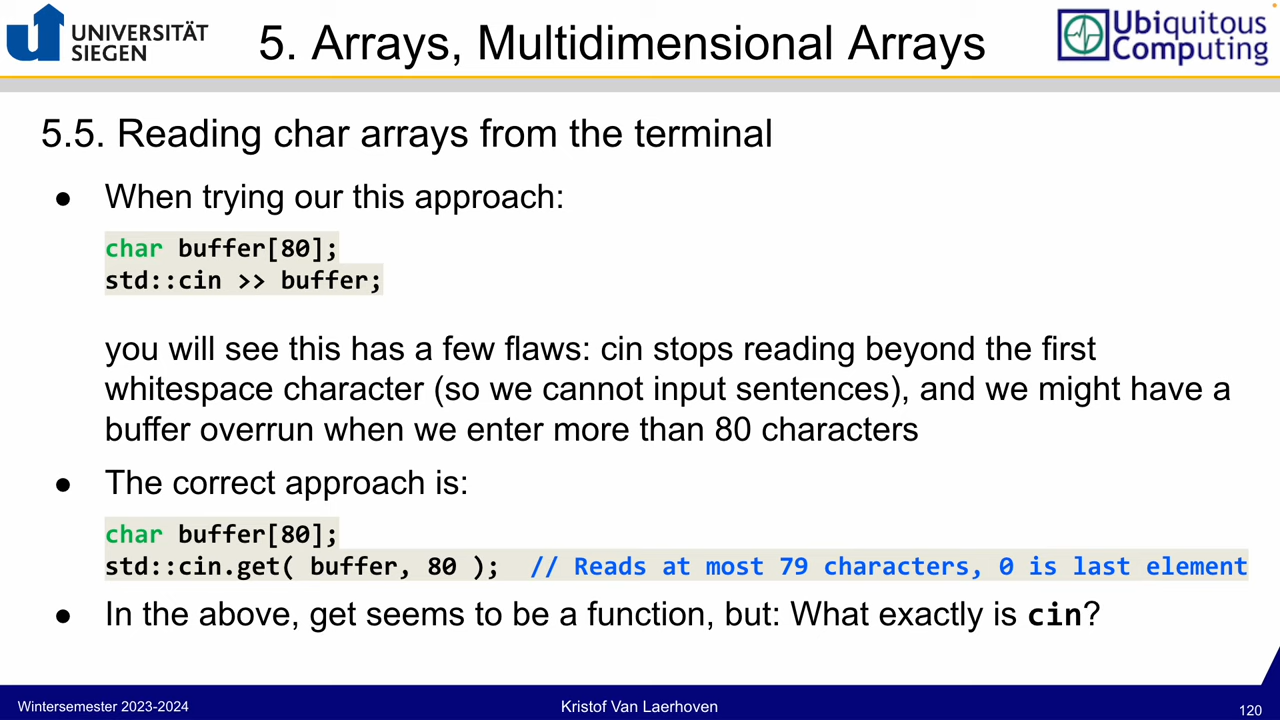 UNIVERSITÄT
SIEGEN
5. Arrays, Multidimensional Arrays
Ubiquitous
Computing
5.5. Reading char arrays from the terminal
● When trying our this approach:
char buffer[80];
std::cin >> buffer;
you will see this has a few flaws: cin stops reading beyond the first
whitespace character (so we cannot input sentences), and we might have a
buffer overrun when we enter more than 80 characters
● The correct approach is:
char buffer[80];
std::cin.get( buffer, 80 );  // Reads at most 79 characters, 0 is last element
● In the above, get seems to be a function, but: What exactly is cin?
Wintersemester 2023-2024
Kristof Van Laerhoven
120